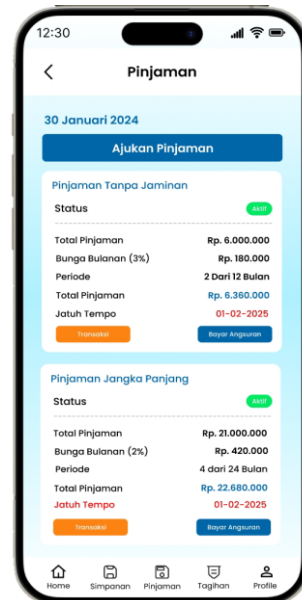 12:30
Pinjaman
30 Januari 2024
Ajukan Pinjaman
Pinjaman Tanpa Jaminan
Status Aktif
Total Pinjaman Rp. 6.000.000
Bunga Bulanan (3%) Rp. 180.000
Periode 2 Dari 12 Bulan
Total Pinjaman Rp. 6.360.000
Jatuh Tempo 01-02-2025
Transaksi Bayar Angsuran
Pinjaman Jangka Panjang
Status Aktif
Total Pinjaman Rp. 21.000.000
Bunga Bulanan (2%) Rp. 420.000
Periode 4 dari 24 Bulan
Total Pinjaman Rp. 22.680.000
Jatuh Tempo 01-02-2025
Transaksi Bayar Angsuran
Home Simpanan Pinjaman Tagihan Profile